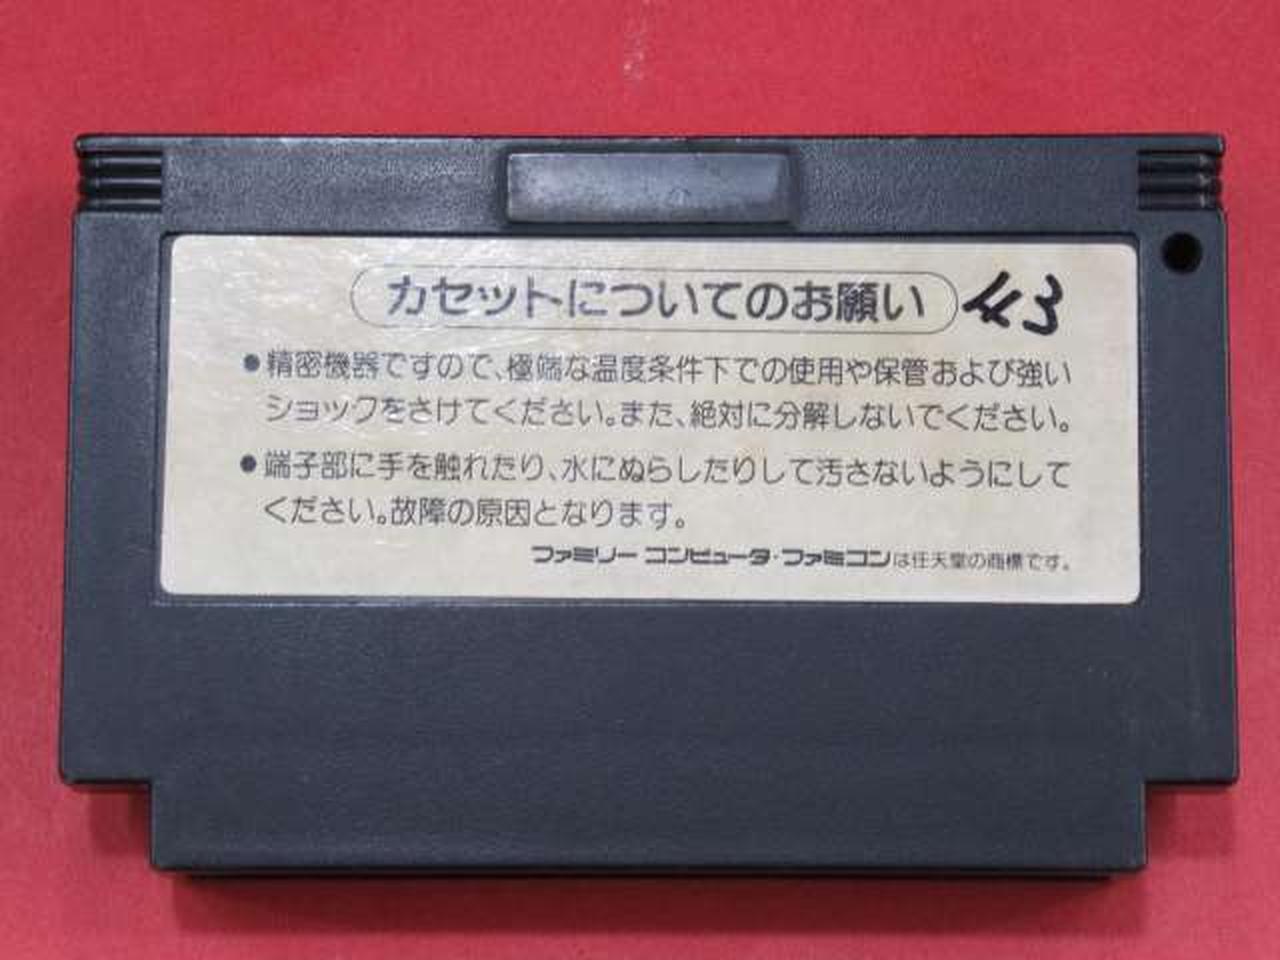 カセットについてのお願い 43
●精密機器ですので、極端な温度条件下での使用や保管および強い
ショックをさけてください。また、絶対に分解しないでください。
●端子部に手を触れたり、水にぬらしたりして汚さないようにして
ください。故障の原因となります。
ファミリー コンピュータ・ファミコンは任天堂の商標です。